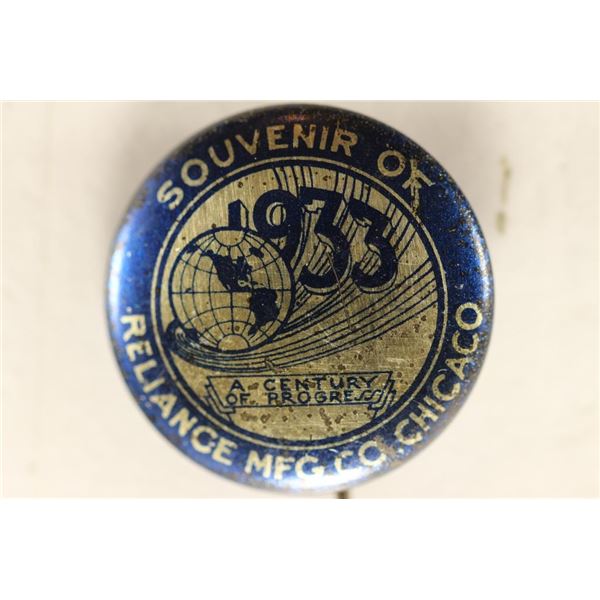 SOUVENIR OF
1933
A CENTURY
OF PROGRESS
RELIANCE MFG. CO. CHICAGO